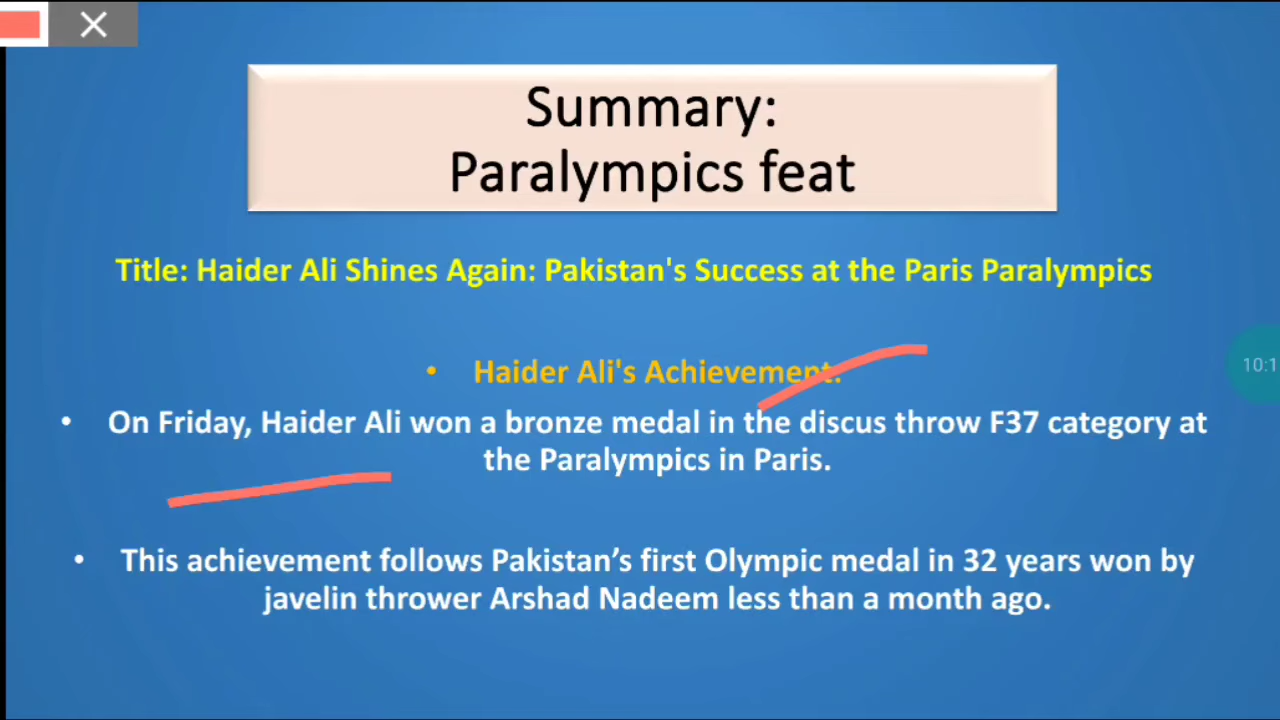 Summary:
Paralympics feat
Title: Haider Ali Shines Again: Pakistan's Success at the Paris Paralympics
• Haider Ali's Achievement:
• On Friday, Haider Ali won a bronze medal in the discus throw F37 category at
the Paralympics in Paris.
10:1
• This achievement follows Pakistan’s first Olympic medal in 32 years won by
javelin thrower Arshad Nadeem less than a month ago.